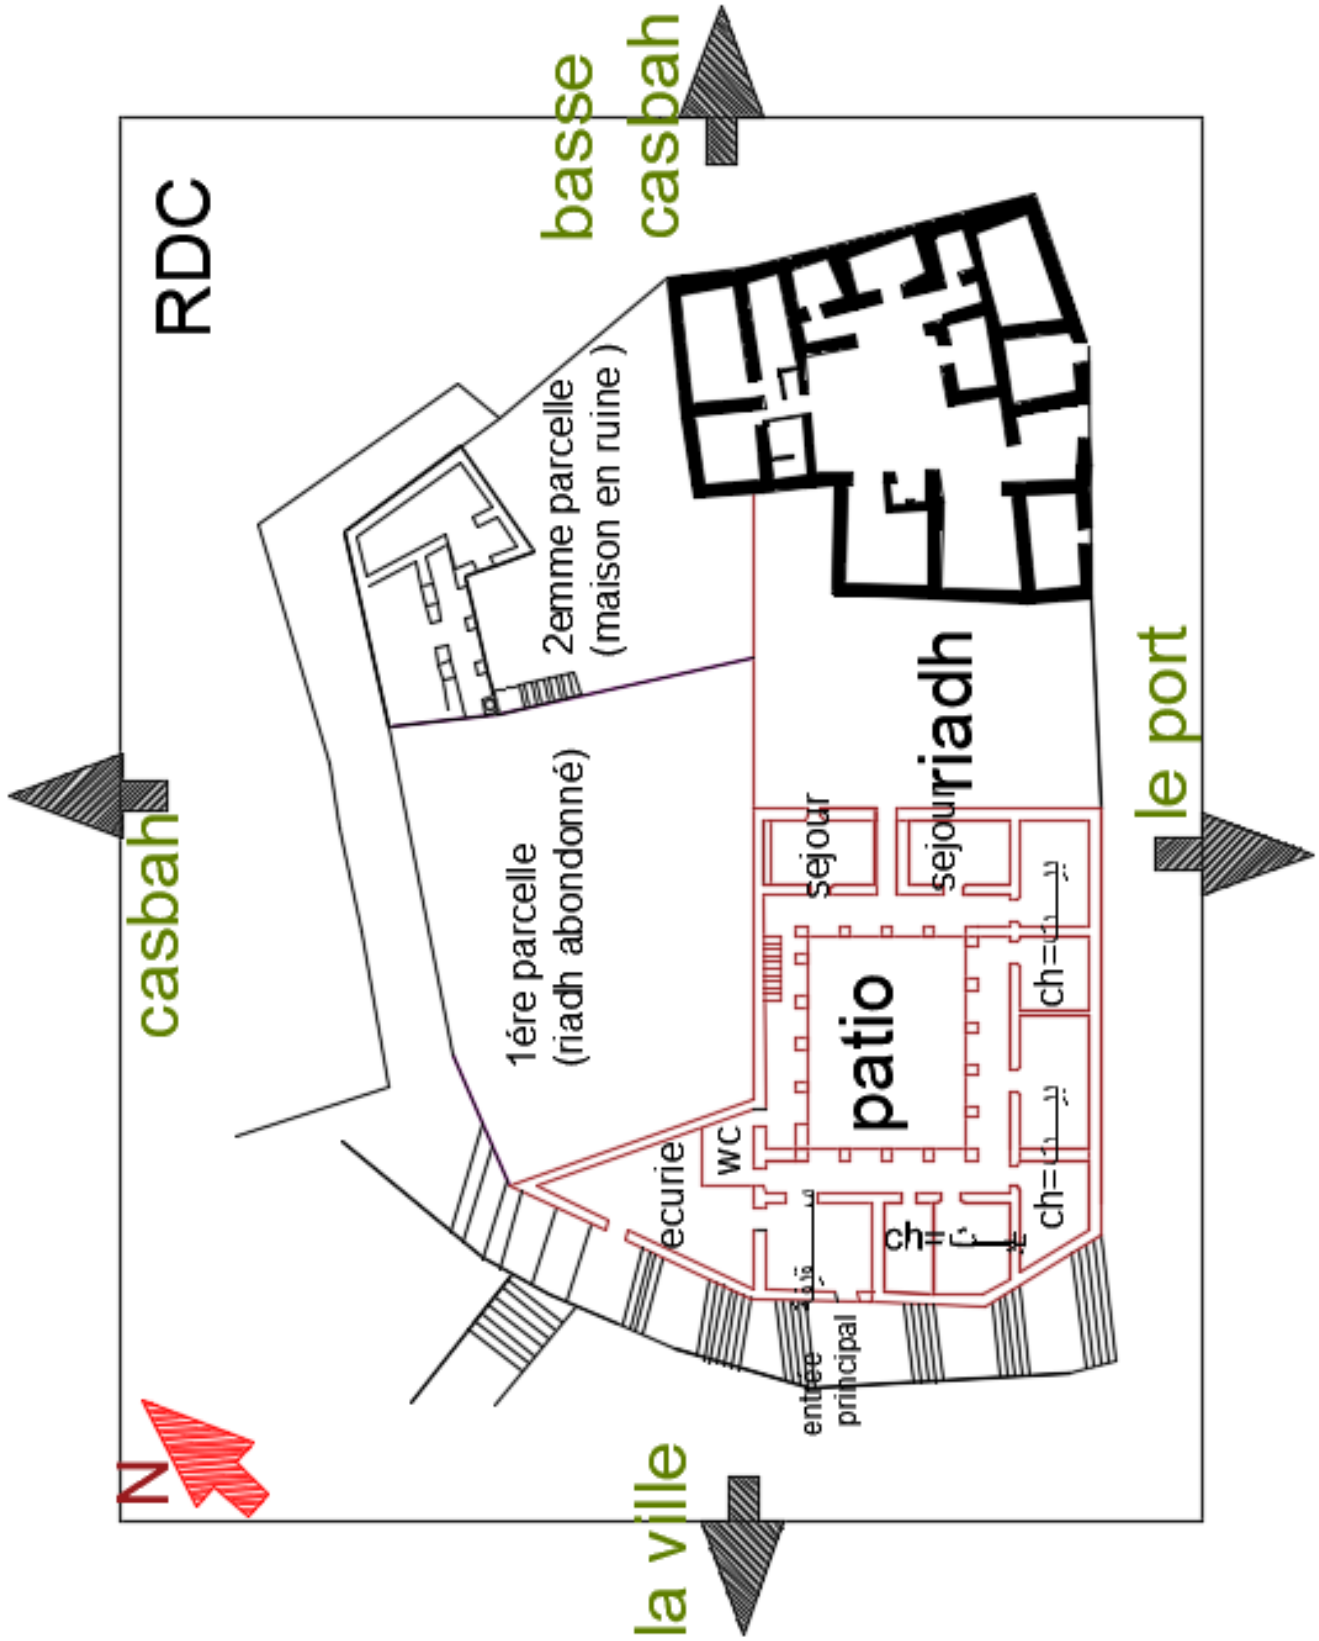 RDC
casbah
basse
casbah
1ére parcelle
(riadh abondonné)
2emme parcelle
(maison en ruine )
ecurie
wc
sejour
sejour
riadh
patio
ch=
ch=
ch=
entree
principal
N
la ville
le port